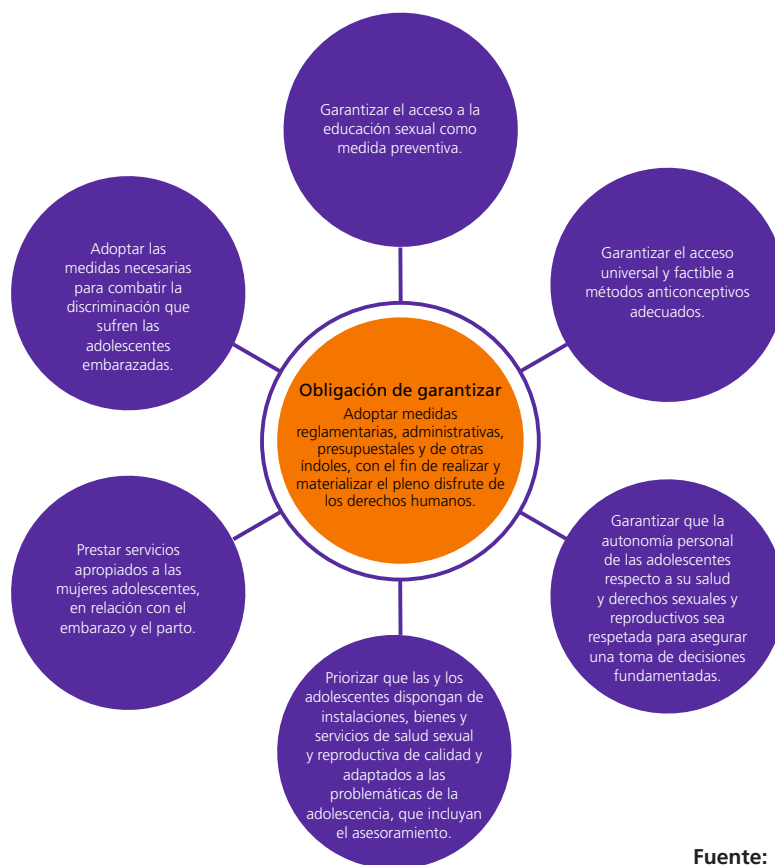 Garantizar el acceso a la
educación sexual como
medida preventiva.
Garantizar el acceso
universal y factible a
métodos anticonceptivos
adecuados.
Garantizar que la
autonomía personal
de las adolescentes
respecto a su salud
y derechos sexuales y
reproductivos sea
respetada para asegurar
una toma de decisiones
fundamentadas.
Priorizar que las y los
adolescentes dispongan de
instalaciones, bienes y
servicios de salud sexual
y reproductiva de calidad y
adaptados a las
problemáticas de la
adolescencia, que incluyan
el asesoramiento.
Prestar servicios
apropiados a las
mujeres adolescentes,
en relación con el
embarazo y el parto.
Adoptar las
medidas necesarias
para combatir la
discriminación que
sufren las
adolescentes
embarazadas.
Obligación de garantizar
Adoptar medidas
reglamentarias, administrativas,
presupuestales y de otras
índoles, con el fin de realizar y
materializar el pleno disfrute de
los derechos humanos.
Fuente: